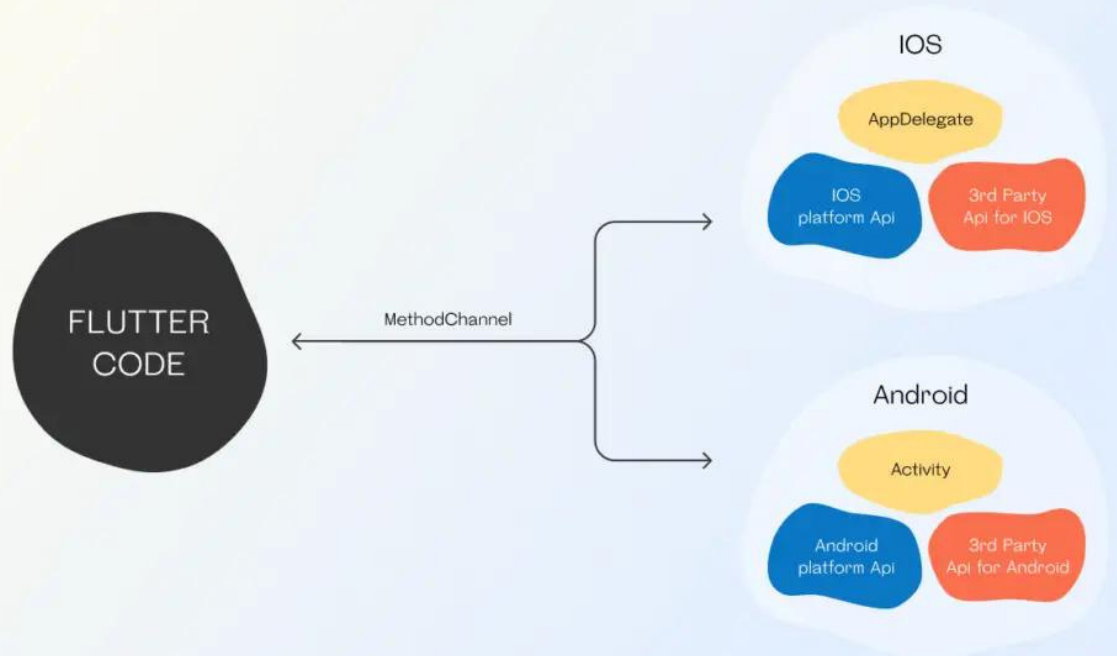 FLUTTER
CODE
MethodChannel
IOS
AppDelegate
IOS
platform Api
3rd Party
Api for IOS
Android
Activity
Android
platform Api
3rd Party
Api for Android